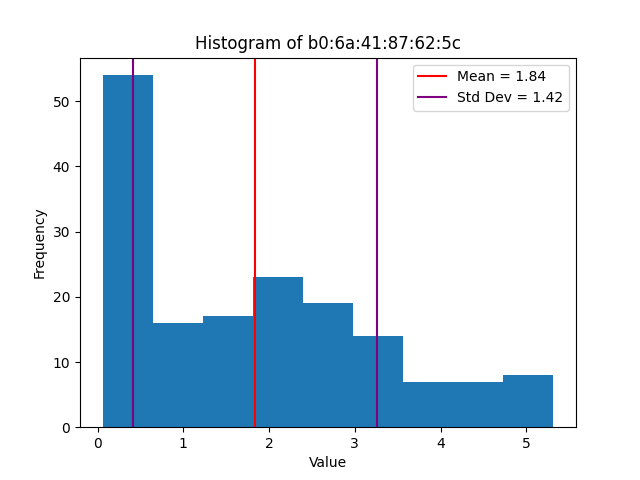 Histogram of b0:6a:41:87:62:5c
Mean = 1.84
Std Dev = 1.42
Frequency
50
40
30
20
10
0
0 1 2 3 4 5
Value